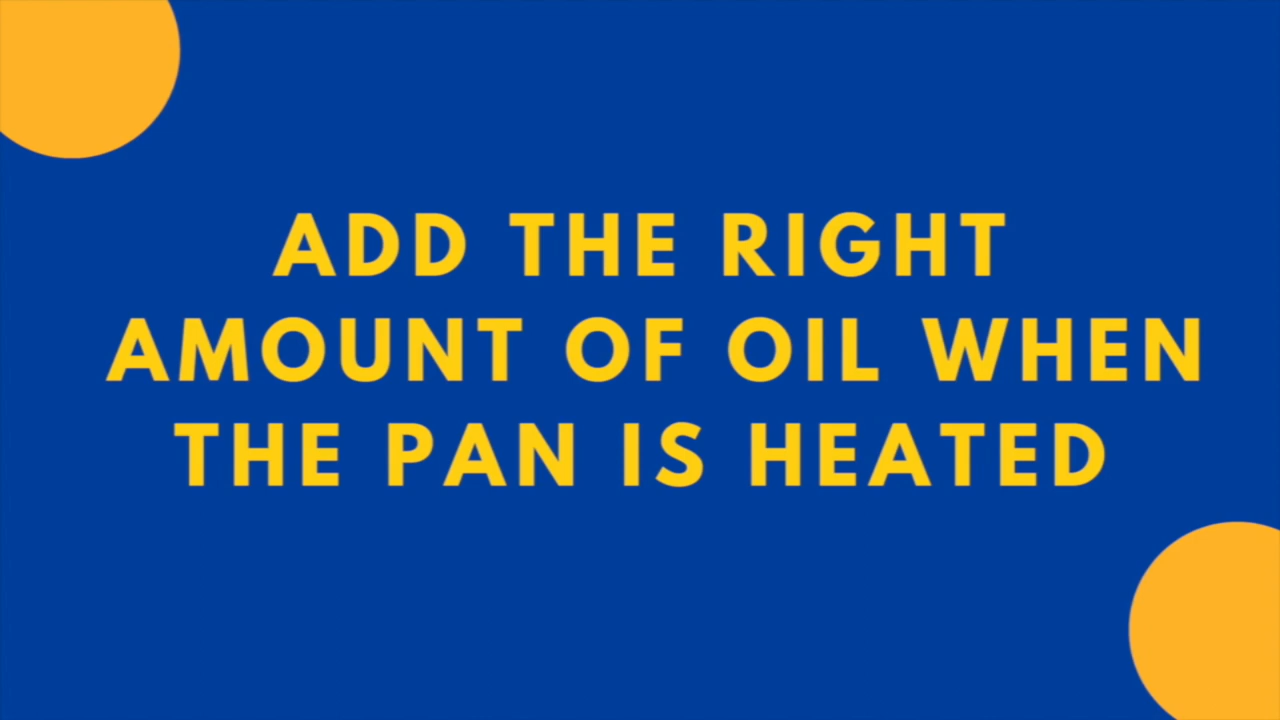 ADD THE RIGHT
AMOUNT OF OIL WHEN
THE PAN IS HEATED